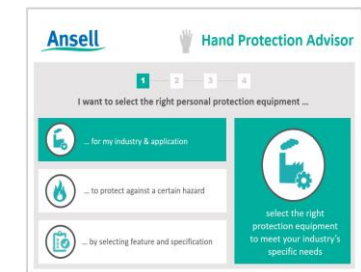 Ansell
Hand Protection Advisor
1 2 3 4
I want to select the right personal protection equipment ...
... for my industry & application
... to protect against a certain hazard
... by selecting feature and specification
select the right
protection equipment
to meet your industry's
specific needs